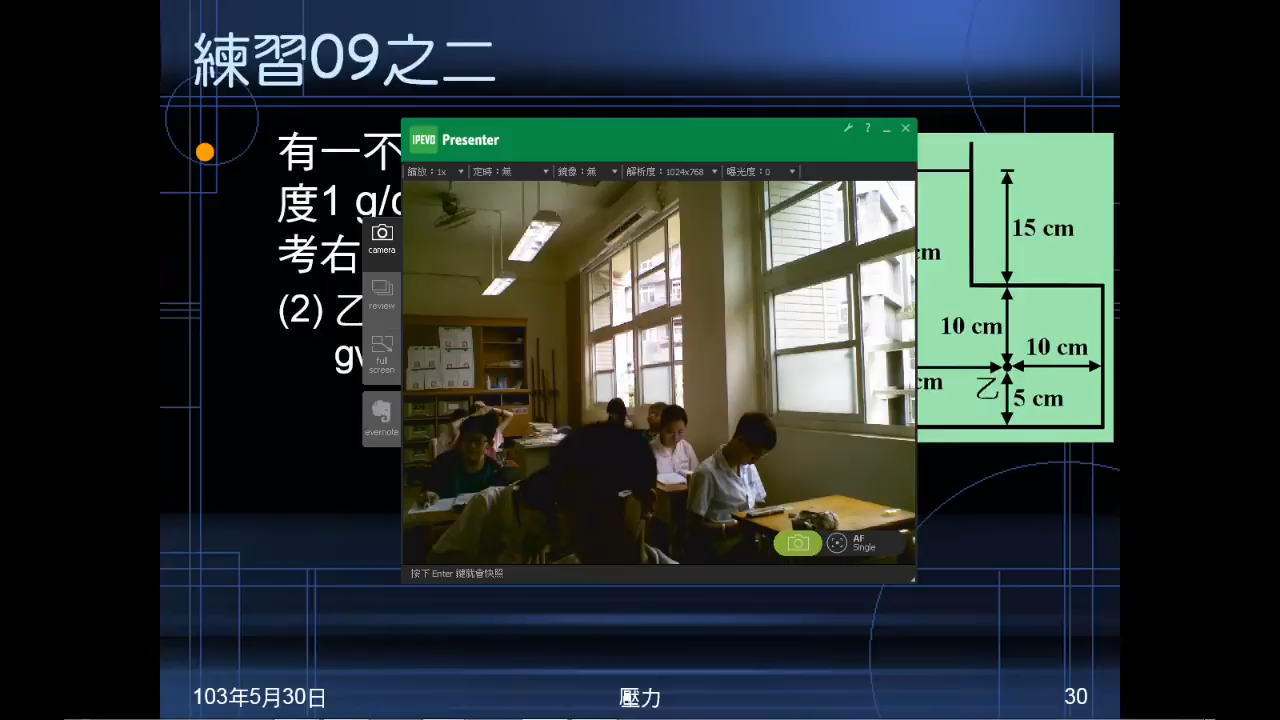 練習09之二
有一不
度1 g/
考右
(2) 乙
g
IPEVO Presenter
縮放：1x
定時：無
鏡像：無
解析度：1024x768
曝光度：0
camera
review
full
screen
evernote
AF
Single
按下 Enter 鍵就會快照
15 cm
cm
10 cm
10 cm
cm
乙
5 cm
103年5月30日
壓力
30